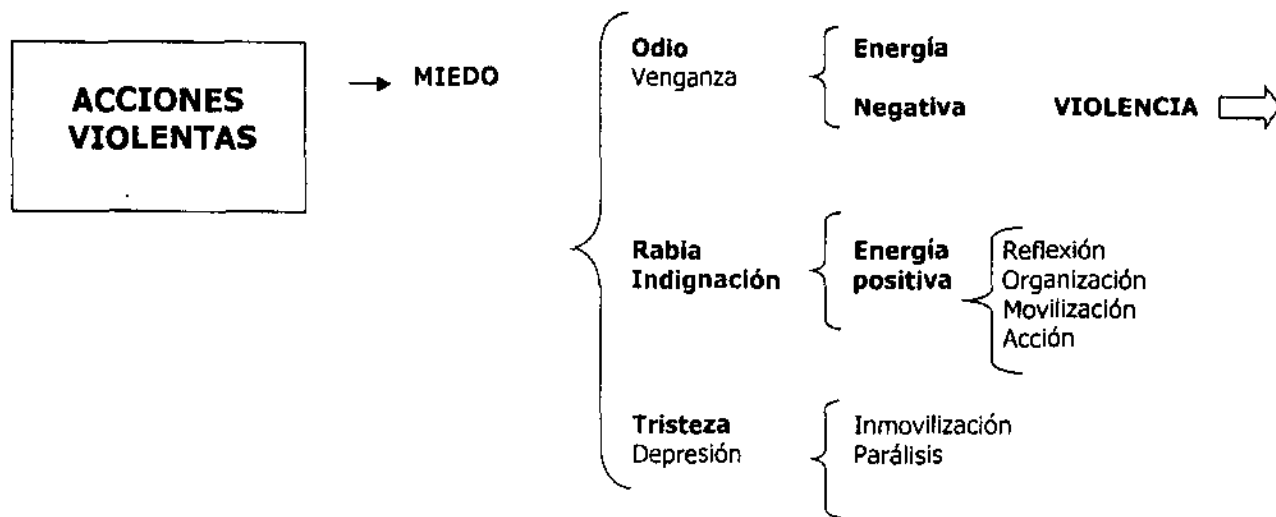 ACCIONES
VIOLENTAS
MIEDO
Odio
Venganza
Energía
Negativa
VIOLENCIA
Rabia
Indignación
Energía
positiva
Reflexión
Organización
Movilización
Acción
Tristeza
Depresión
Inmovilización
Parálisis